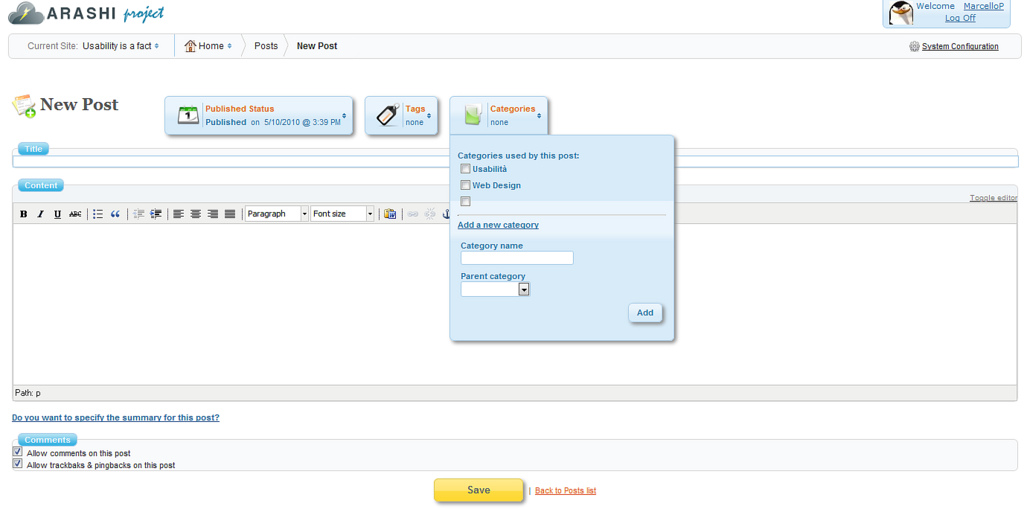 ARASHI project
Welcome MarcelloP
Log Off
Current Site: Usability is a fact Home Posts New Post
System Configuration
New Post
Published Status
Published on 5/10/2010 @ 3:39 PM
1
Tags
none
Categories
none
Categories used by this post:
Usabilità
Web Design
Add a new category
Category name
Parent category
Add
Title
Content
Toggle editor
B I U ABC Paragraph Font size
Path: p
Do you want to specify the summary for this post?
Comments
Allow comments on this post
Allow trackbaks & pingbacks on this post
Save | Back to Posts list